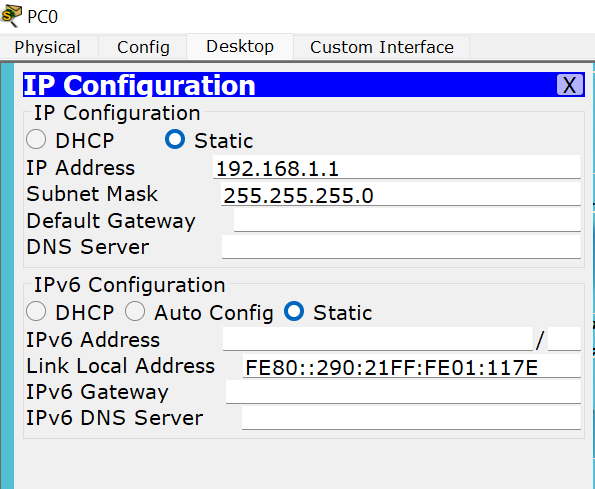 PC0
Physical Config Desktop Custom Interface
IP Configuration X
IP Configuration
DHCP Static
IP Address 192.168.1.1
Subnet Mask 255.255.255.0
Default Gateway
DNS Server
IPv6 Configuration
DHCP Auto Config Static
IPv6 Address /
Link Local Address FE80::290:21FF:FE01:117E
IPv6 Gateway
IPv6 DNS Server